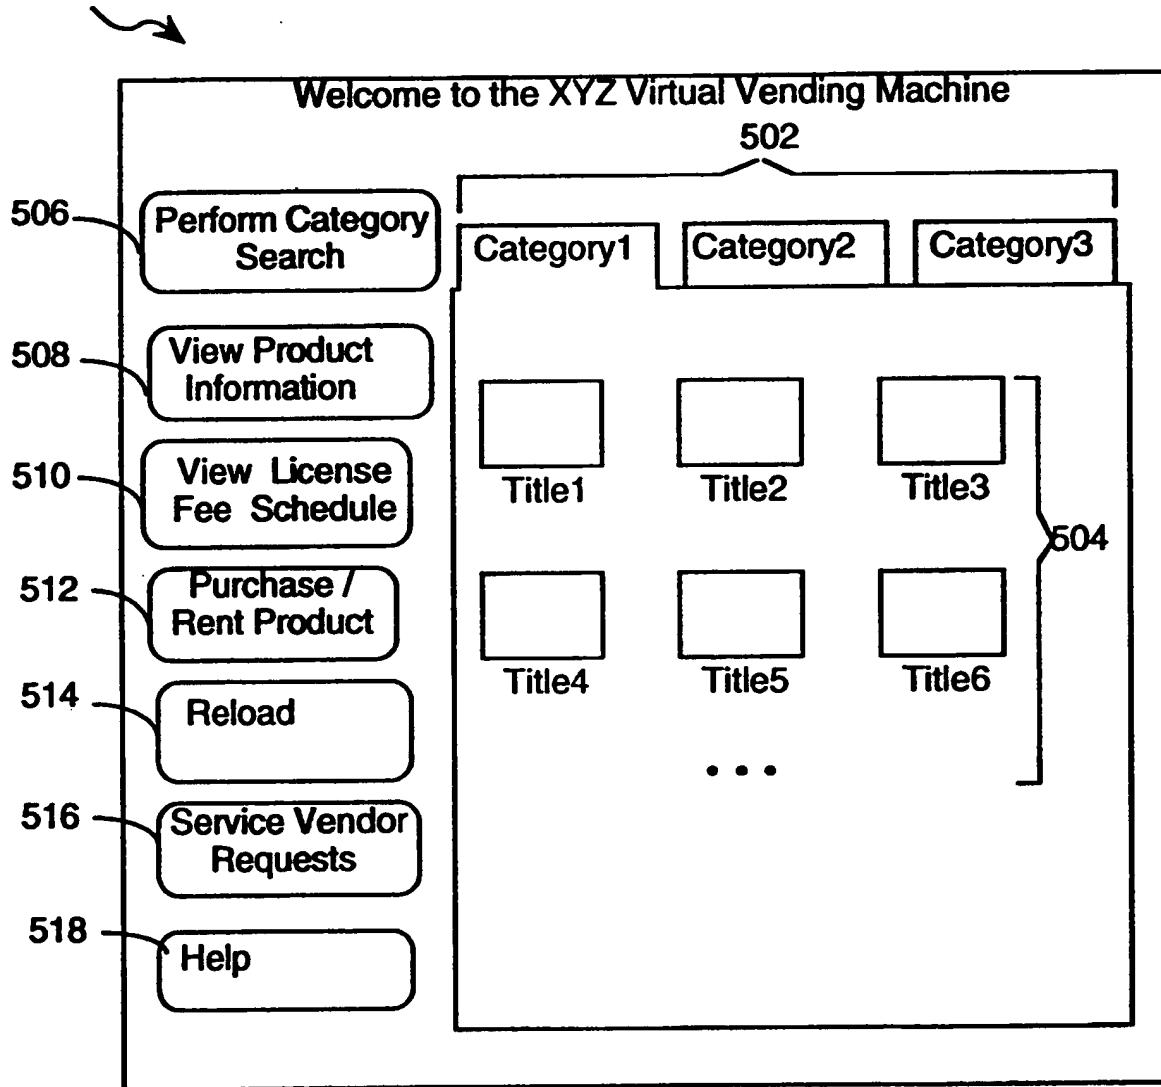 Welcome to the XYZ Virtual Vending Machine
502
506
Perform Category
Search
Category1
Category2
Category3
508
View Product
Information
510
View License
Fee Schedule
Title1
Title2
Title3
504
512
Purchase /
Rent Product
Title4
Title5
Title6
514
Reload
• • •
516
Service Vendor
Requests
518
Help